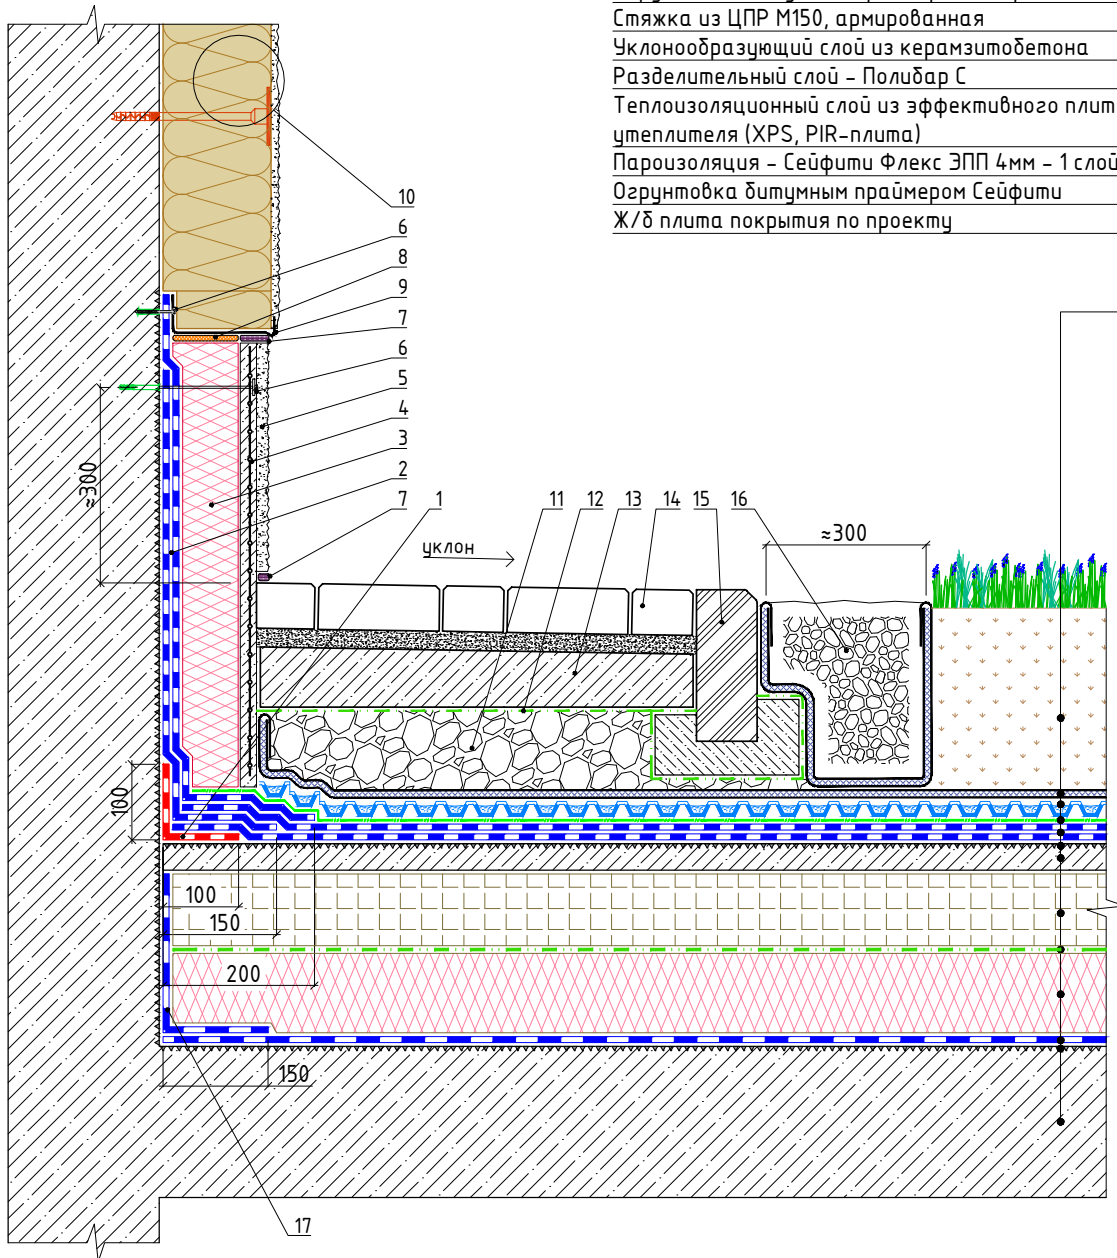 Стяжка из ЦПР М150, армированная
Уклонообразующий слой из керамзитобетона
Разделительный слой – Полибар С
Теплоизоляционный слой из эффективного плит
утеплителя (XPS, PIR-плита)
Пароизоляция – Сейфити Флекс ЭПП 4мм – 1 слой
Огрунтовка битумным праймером Сейфити
Ж/б плита покрытия по проекту
10
6
8
9
7
6
5
4
3
2
7 1 11 12 13 14 15 16
≈300
уклон
≈300
100
100
150
200
150
17